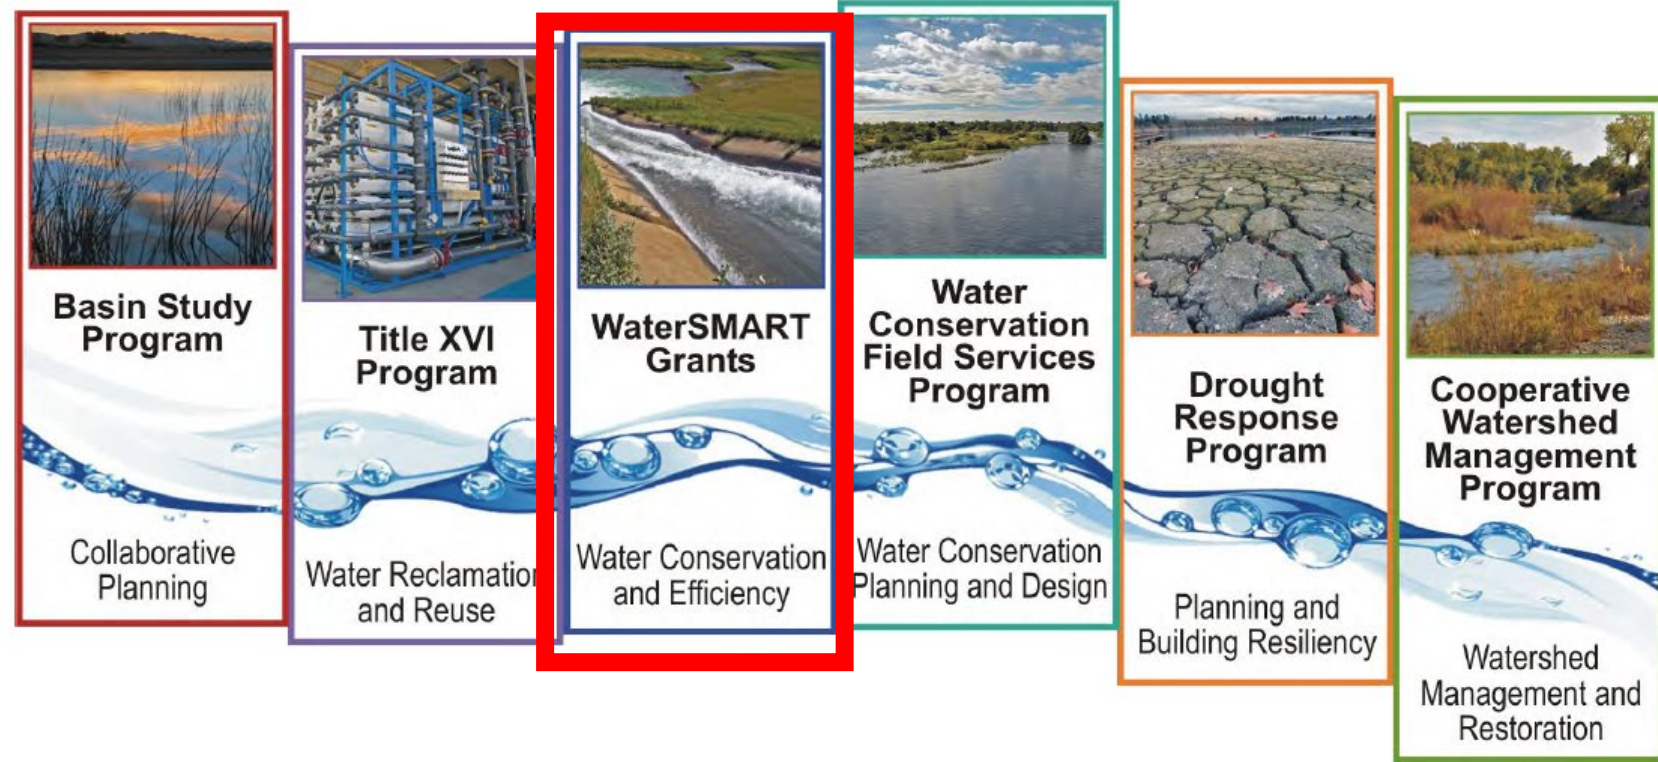 Basin Study
Program
Collaborative
Planning
Title XVI
Program
Water Reclamation
and Reuse
WaterSMART
Grants
Water Conservation
and Efficiency
Water
Conservation
Field Services
Program
Water Conservation
Planning and Design
Drought
Response
Program
Planning and
Building Resiliency
Cooperative
Watershed
Management
Program
Watershed
Management and
Restoration